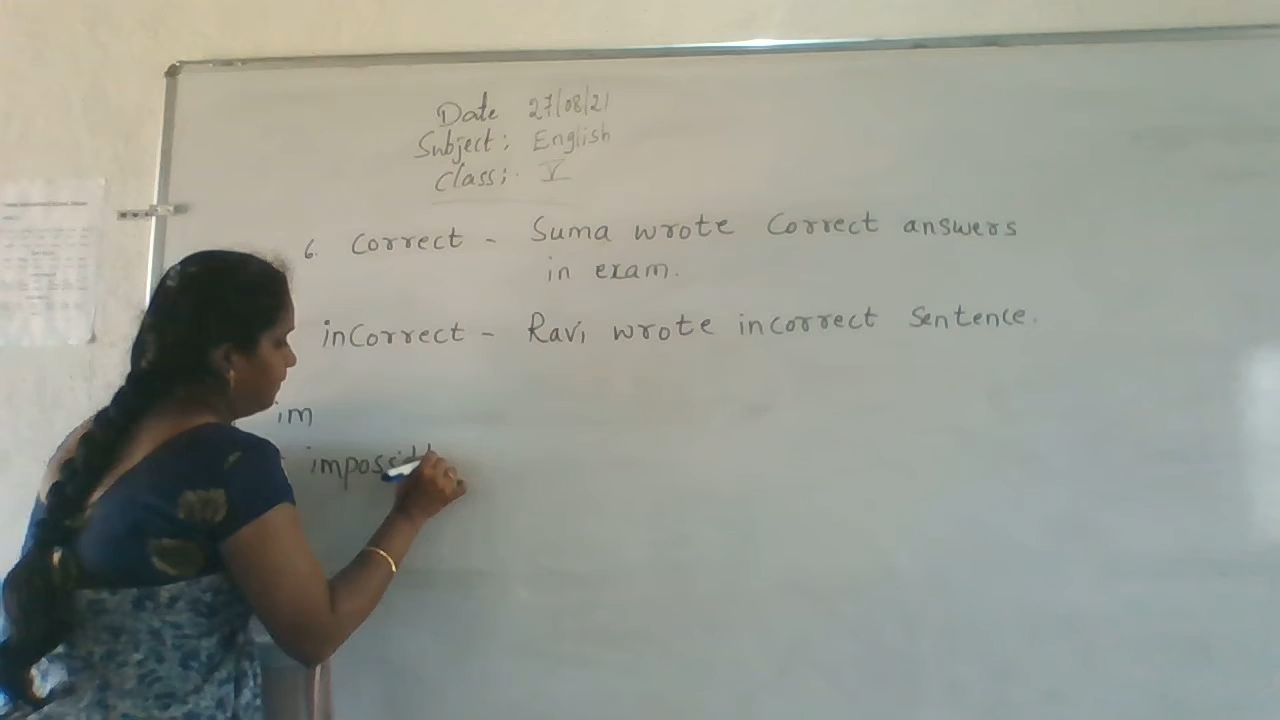 Date 27/08/21
Subject: English
Class: V
6. Correct - Suma wrote Correct answers
in exam.
inCorrect - Ravi wrote incorrect Sentence.
im